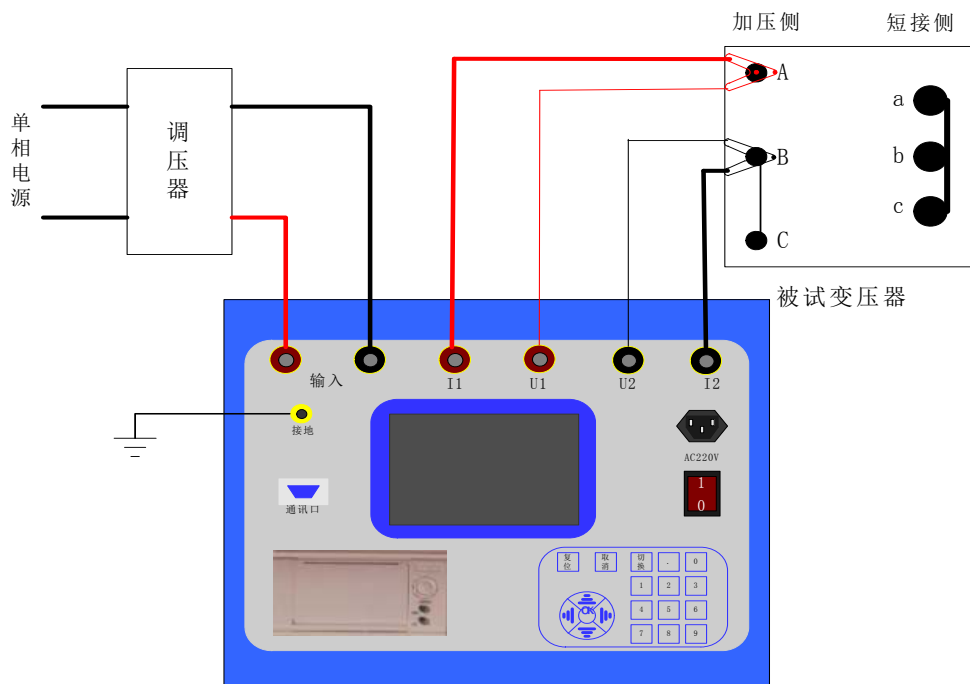 加压侧 短接侧
A
a
单相电源
调压器
B
b
c
C
被试变压器
输入 I1 U1 U2 I2
接地
AC220V
1
0
通讯口
复位 取消 切换 . 0
1 2 3
OK
4 5 6
7 8 9